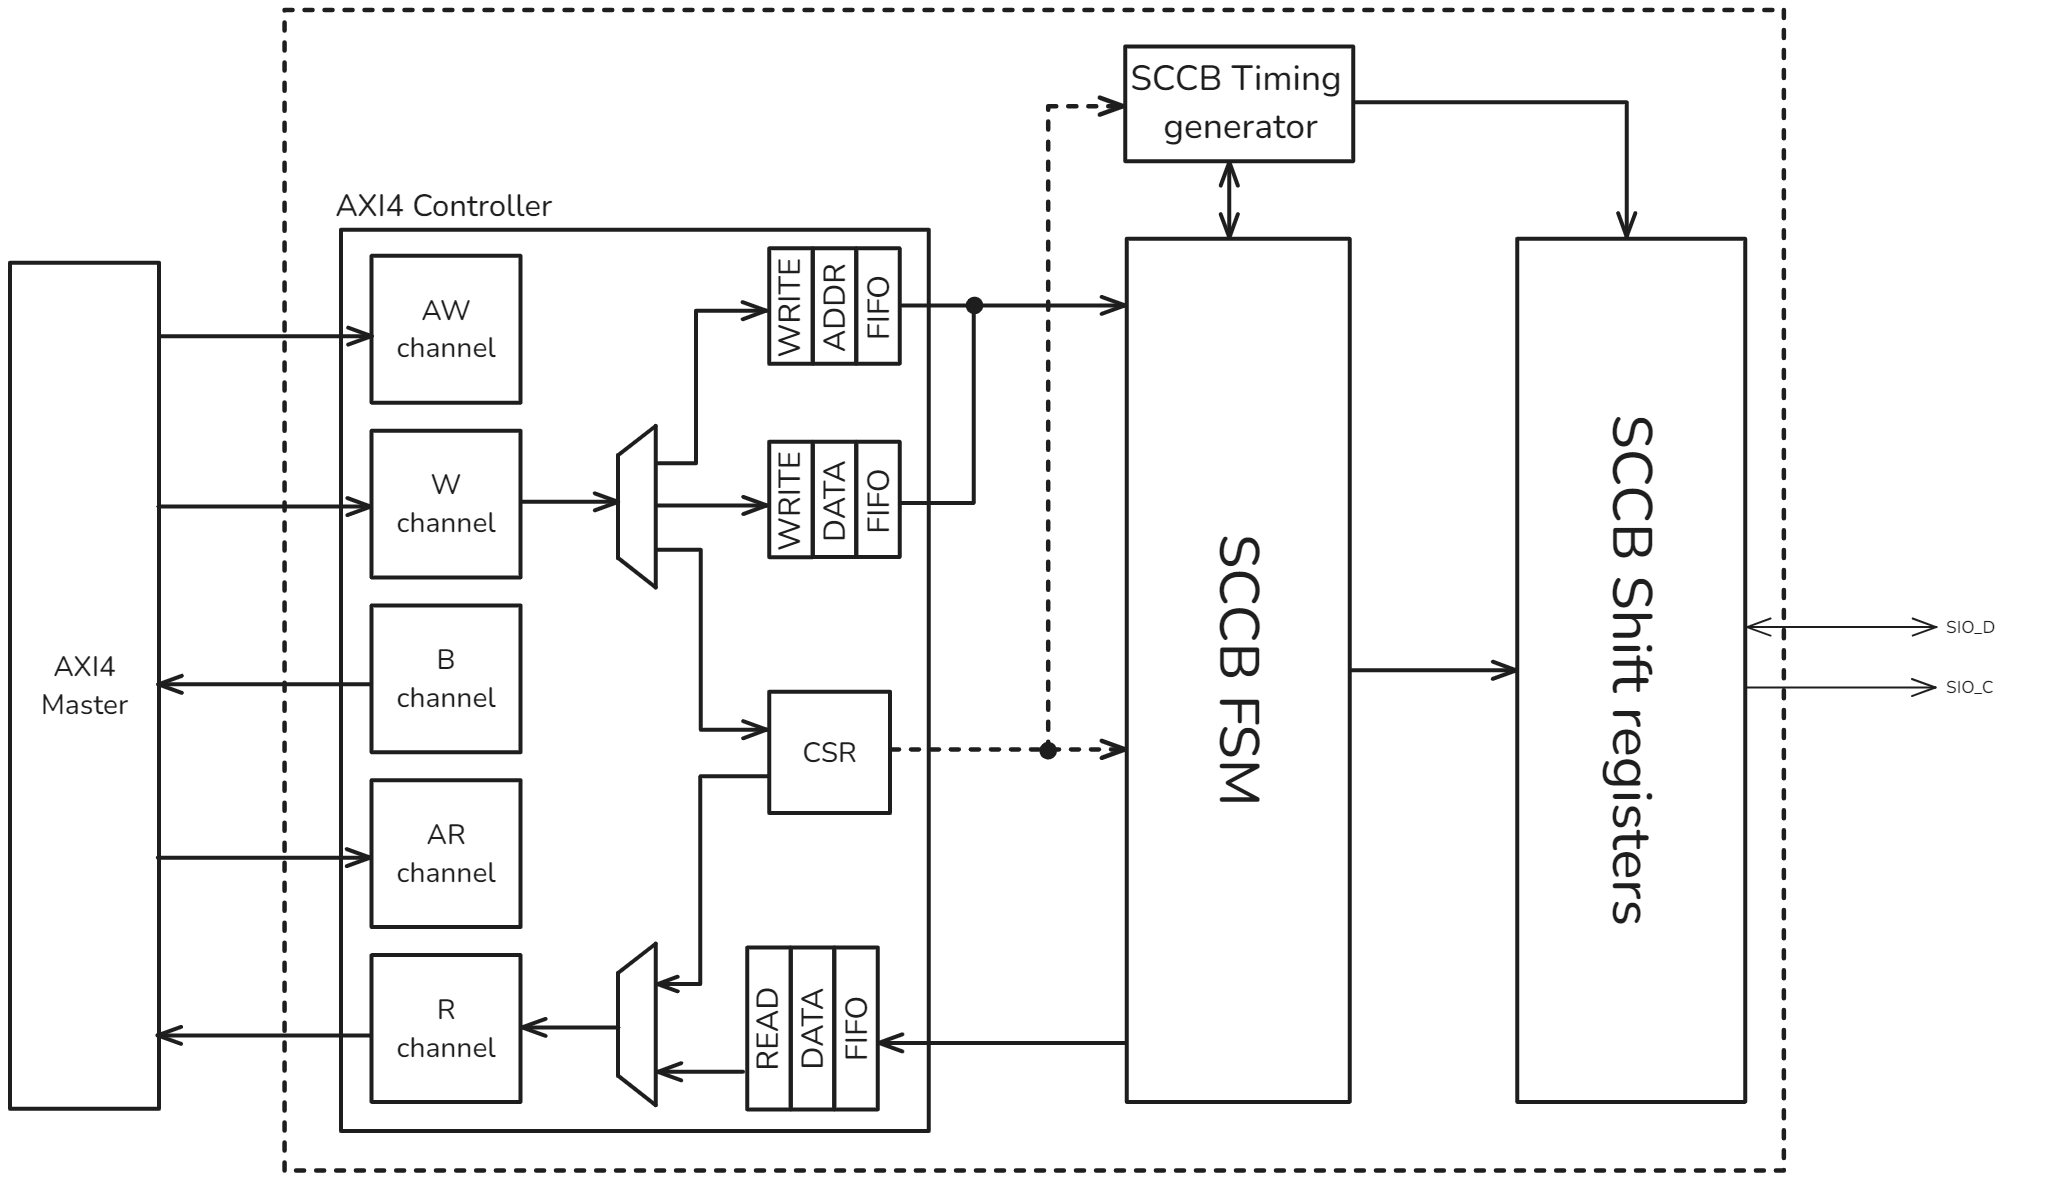 SCCB Timing
generator
AXI4 Controller
AXI4
Master
AW
channel
W
channel
B
channel
AR
channel
R
channel
WRITE
ADDR
FIFO
WRITE
DATA
FIFO
CSR
READ
DATA
FIFO
SCCB FSM
SCCB Shift registers
SIO_D
SIO_C